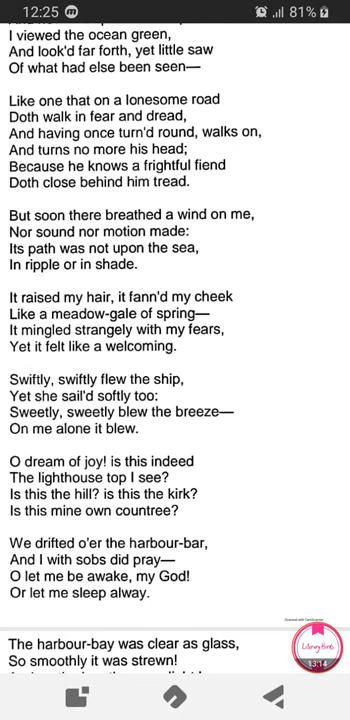 12:25 m 81%
I viewed the ocean green,
And look'd far forth, yet little saw
Of what had else been seen—
Like one that on a lonesome road
Doth walk in fear and dread,
And having once turn'd round, walks on,
And turns no more his head;
Because he knows a frightful fiend
Doth close behind him tread.
But soon there breathed a wind on me,
Nor sound nor motion made:
Its path was not upon the sea,
In ripple or in shade.
It raised my hair, it fann'd my cheek
Like a meadow-gale of spring—
It mingled strangely with my fears,
Yet it felt like a welcoming.
Swiftly, swiftly flew the ship,
Yet she sail'd softly too:
Sweetly, sweetly blew the breeze—
On me alone it blew.
O dream of joy! is this indeed
The lighthouse top I see?
Is this the hill? is this the kirk?
Is this mine own countree?
We drifted o'er the harbour-bar,
And I with sobs did pray—
O let me be awake, my God!
Or let me sleep alway.
Scanned with CamScanner
The harbour-bay was clear as glass,
So smoothly it was strewn!
Literary Birds
13:14